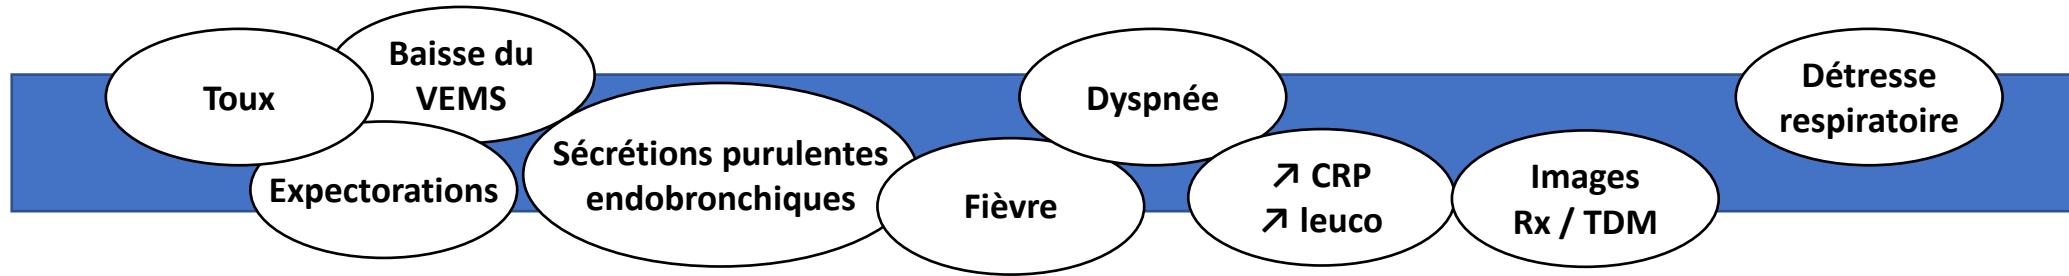 Toux
Baisse du
VEMS
Expectorations
Sécrétions purulentes
endobronchiques
Fièvre
Dyspnée
↗ CRP
↗ leuco
Images
Rx / TDM
Détresse
respiratoire